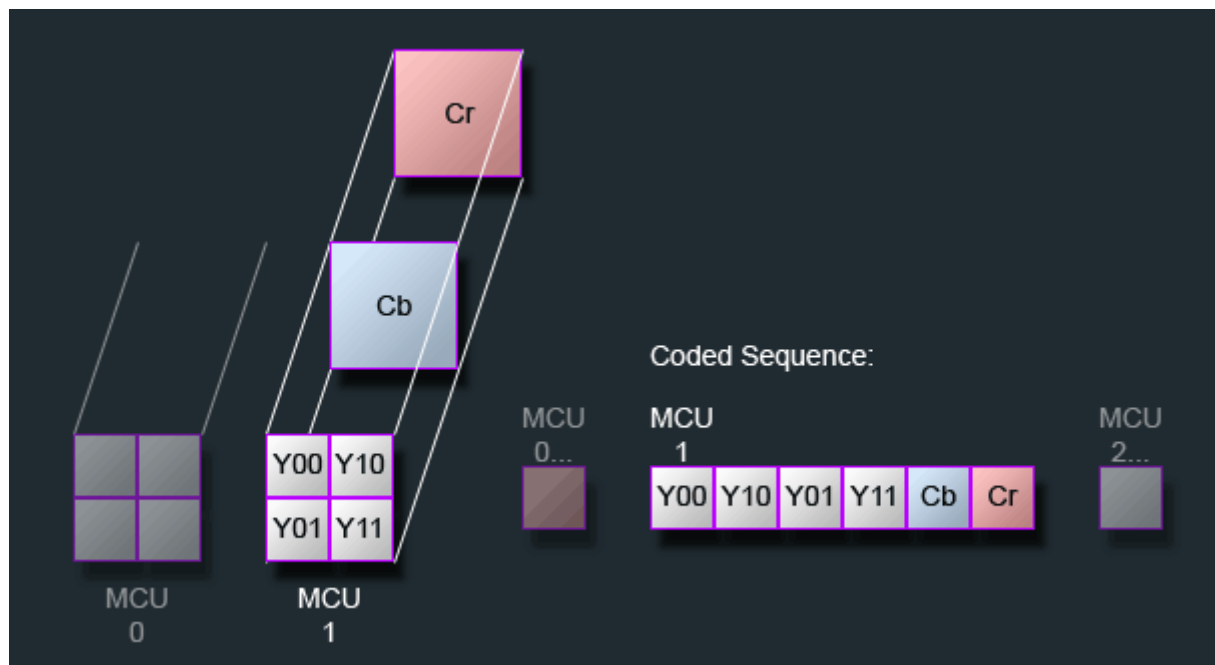 Cr
Cb
Coded Sequence:
MCU
0...
MCU
1
MCU
2...
Y00 Y10
Y01 Y11
Y00 Y10 Y01 Y11 Cb Cr
MCU
0
MCU
1